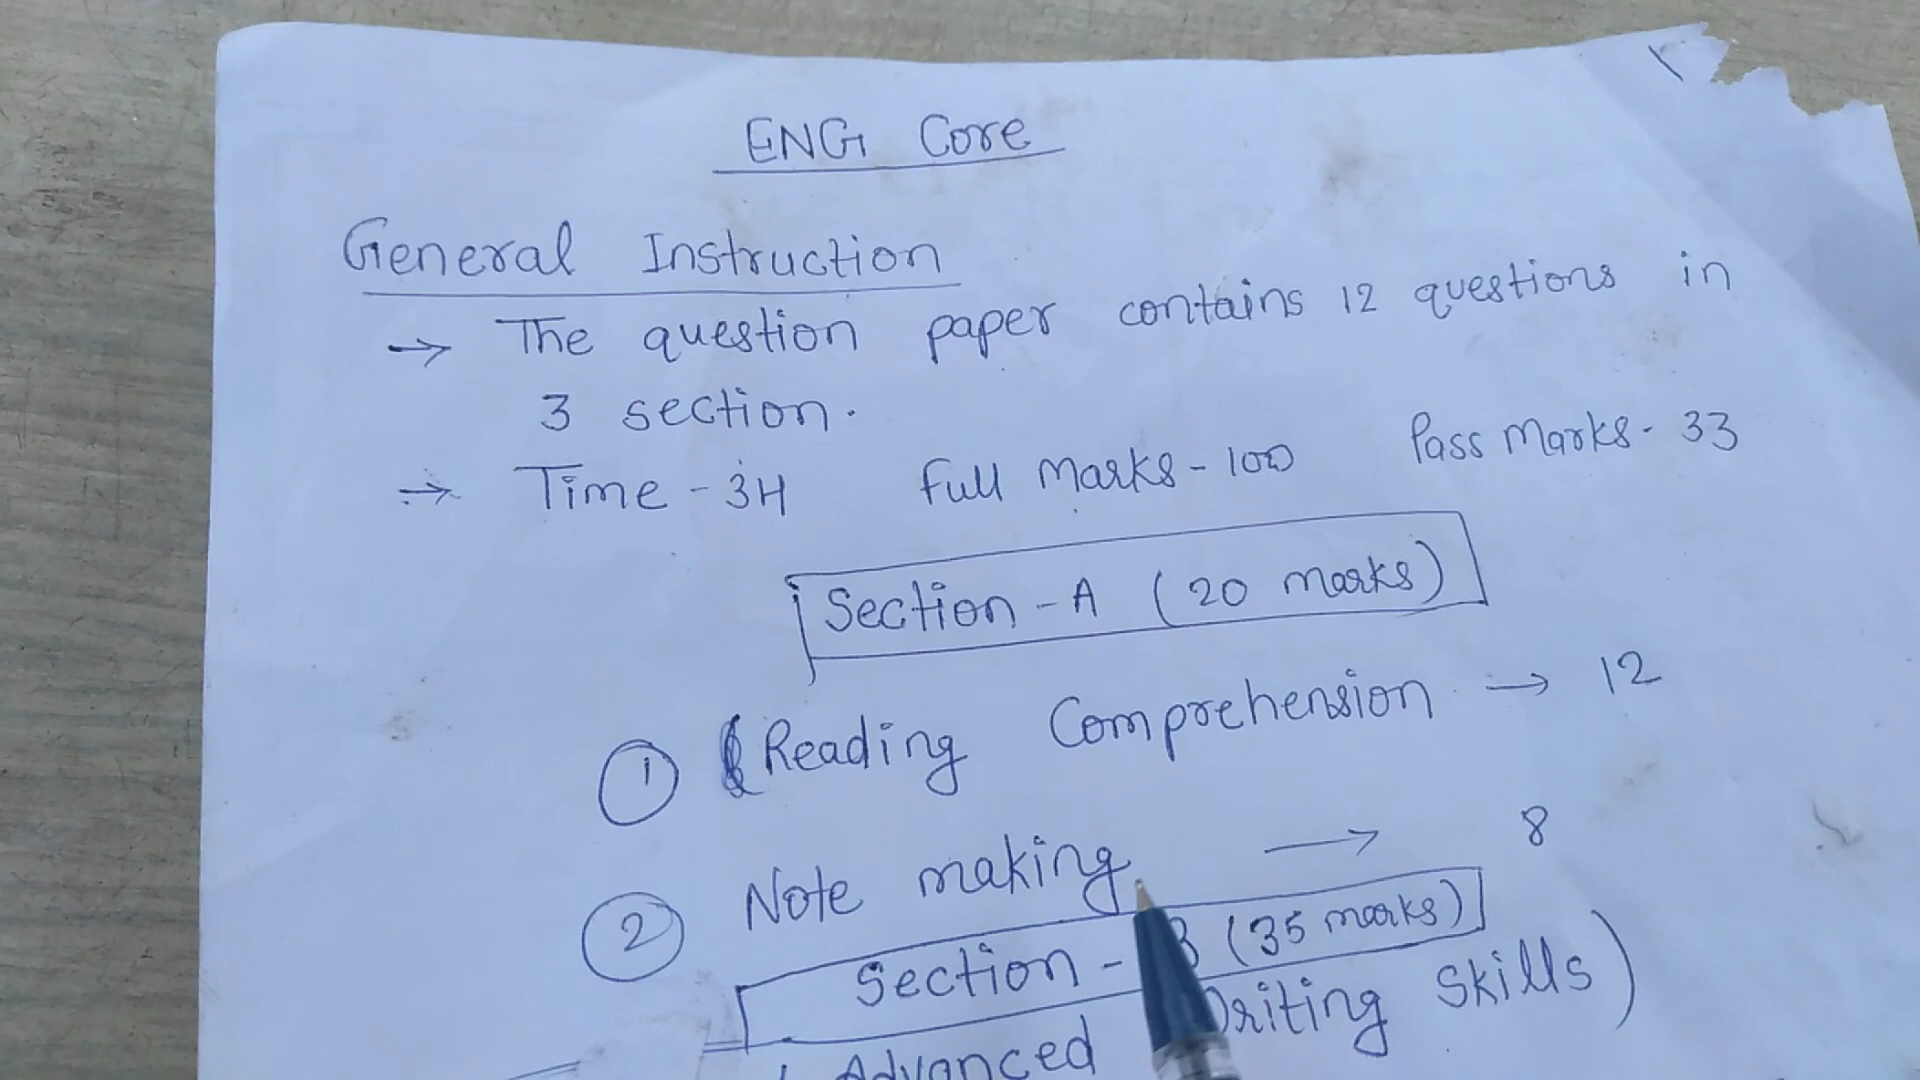 ENG Core
General Instruction
→ The question paper contains 12 questions in
3 section.
→ Time - 3H Full Marks - 100 Pass Marks - 33
Section - A (20 marks)
① Reading Comprehension → 12
② Note making → 8
Section - B (35 marks)
Advanced Writing Skills)